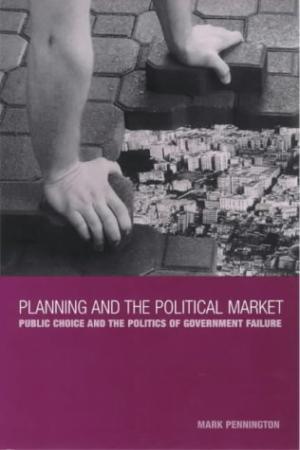 PLANNING AND THE POLITICAL MARKET
PUBLIC CHOICE AND THE POLITICS OF GOVERNMENT FAILURE
MARK PENNINGTON